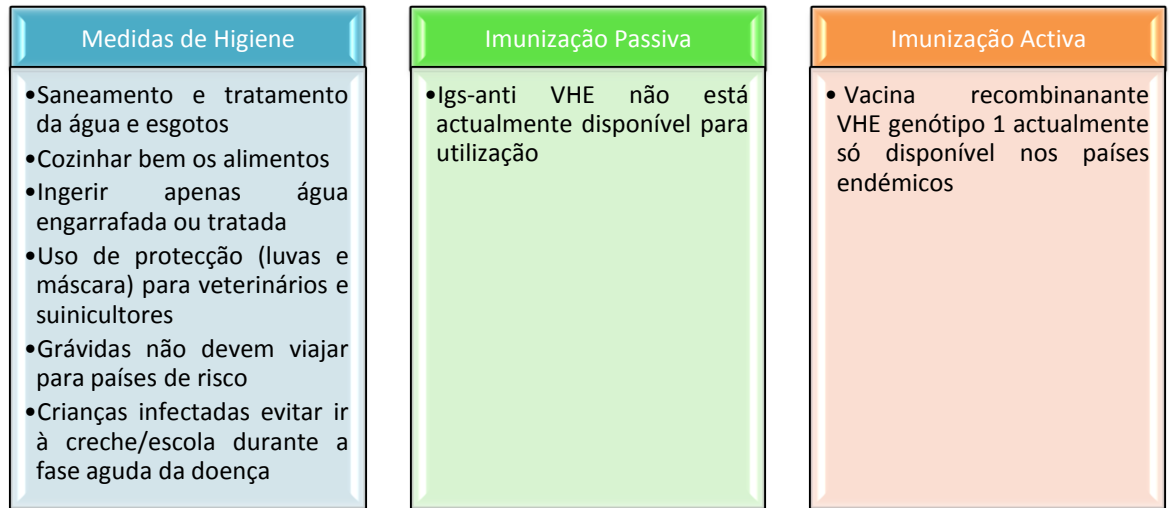 Medidas de Higiene
•Saneamento e tratamento
da água e esgotos
•Cozinhar bem os alimentos
•Ingerir apenas água
engarrafada ou tratada
•Uso de protecção (luvas e
máscara) para veterinários e
suinicultores
•Grávidas não devem viajar
para países de risco
•Crianças infectadas evitar ir
à creche/escola durante a
fase aguda da doença
Imunização Passiva
•Igs-anti VHE não está
actualmente disponível para
utilização
Imunização Activa
• Vacina recombinanante
VHE genótipo 1 actualmente
só disponível nos países
endémicos